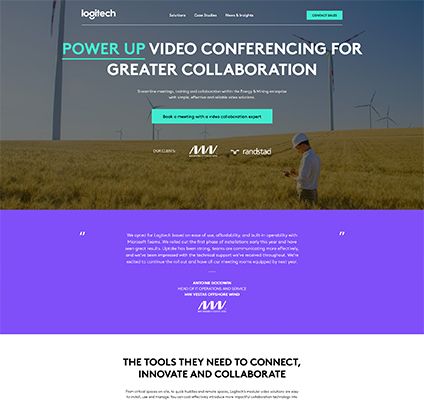 logitech
Solutions Case Studies News & Insights CONTACT SALES
POWER UP VIDEO CONFERENCING FOR
GREATER COLLABORATION
Streamline meetings, training and collaboration within the Energy & Mining enterprise
with simple, effective and reliable video solutions.
Book a meeting with a video collaboration expert
OUR CLIENTS: randstad
"We opted for Logitech based on ease of use, affordability, and built-in operability with
Microsoft Teams. We rolled out the first phase of installations early this year and have
seen great results. Uptake has been strong, teams are communicating more effectively,
and we've been impressed with the technical support we've received throughout. We're
excited to continue the roll out and have all our meeting rooms equipped by next year. "
ANTOINE GOODWIN
HEAD OF IT OPERATIONS AND SERVICE
MHI VESTAS OFFSHORE WIND
THE TOOLS THEY NEED TO CONNECT,
INNOVATE AND COLLABORATE
From virtual spaces on site, to quick huddles and remote spaces, Logitech's modular video solutions are easy
to install, use and manage. You can cost-effectively introduce more impactful collaboration technology into